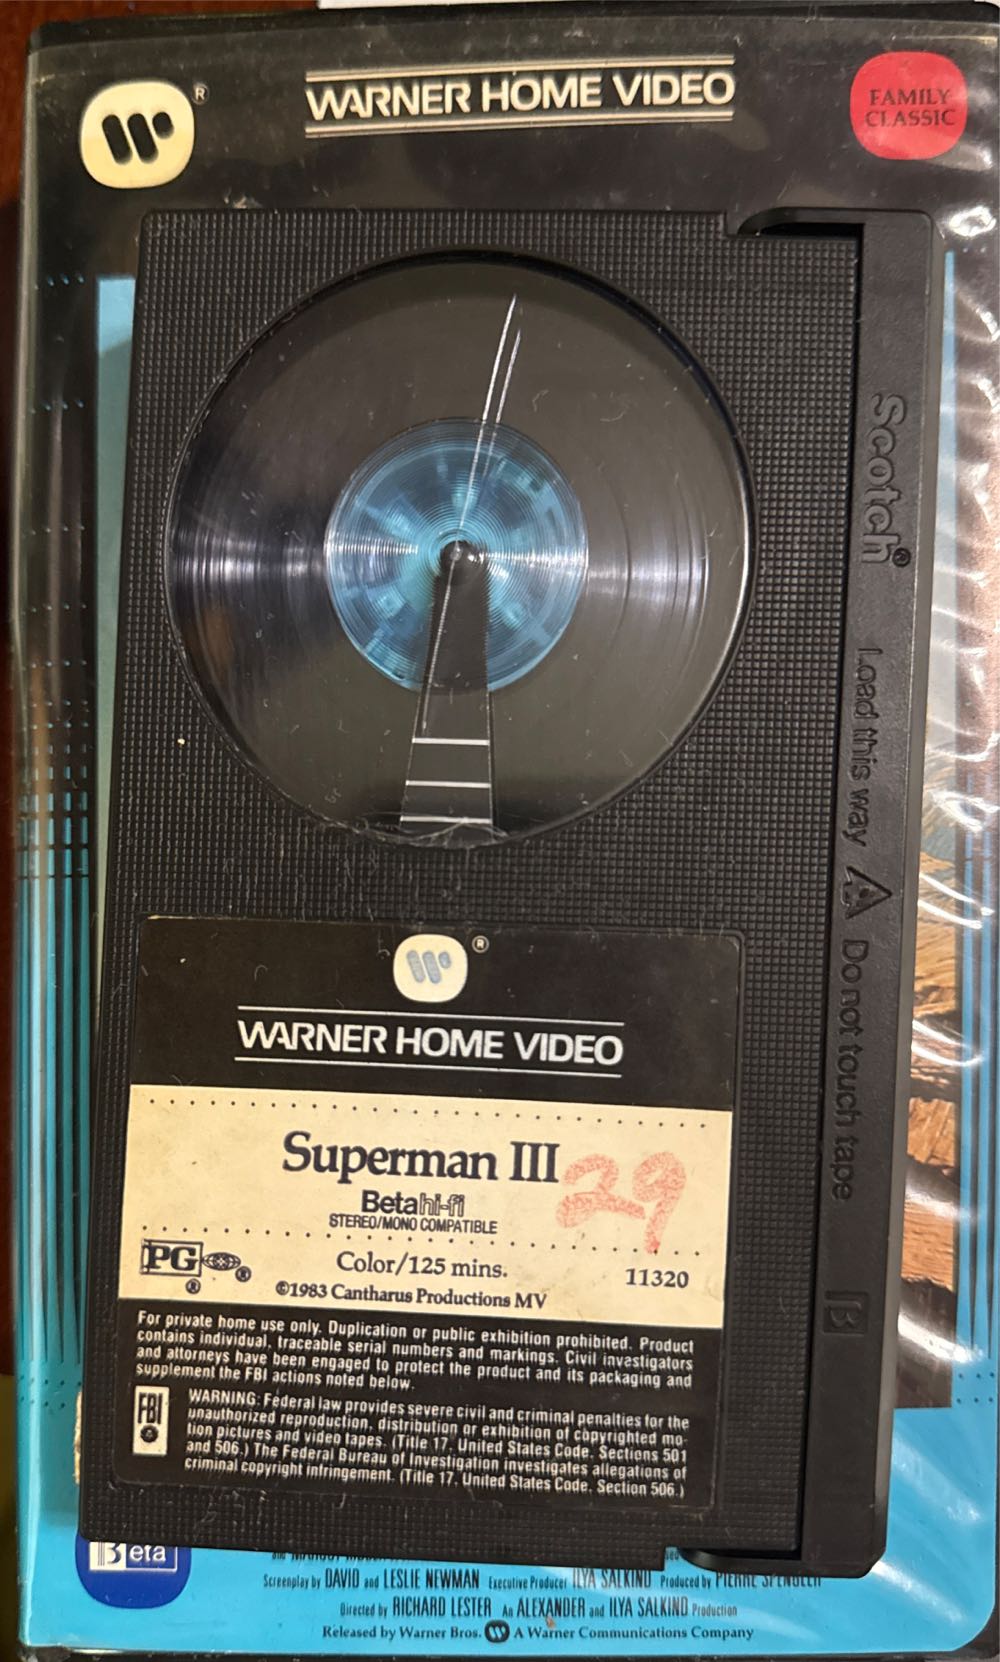 WARNER HOME VIDEO
FAMILY
CLASSIC
Scotch®
Load this way
Do not touch tape
B
WARNER HOME VIDEO
Superman III
29
Beta hi-fi
STEREO/MONO COMPATIBLE
PG
Color/125 mins.
11320
©1983 Cantharus Productions MV
For private home use only. Duplication or public exhibition prohibited. Product
contains individual, traceable serial numbers and markings. Civil investigators
and attorneys have been engaged to protect the product and its packaging and
supplement the FBI actions noted below.
FBI
WARNING: Federal law provides severe civil and criminal penalties for the
unauthorized reproduction, distribution or exhibition of copyrighted mo-
tion pictures and video tapes. (Title 17, United States Code, Sections 501
and 506.) The Federal Bureau of Investigation investigates allegations of
criminal copyright infringement. (Title 17, United States Code, Section 506.)
Beta
Screenplay by DAVID and LESLIE NEWMAN Executive Producer ILYA SALKIND Produced by PIERRE SPENGLER
Directed by RICHARD LESTER An ALEXANDER and ILYA SALKIND Production
Released by Warner Bros. A Warner Communications Company